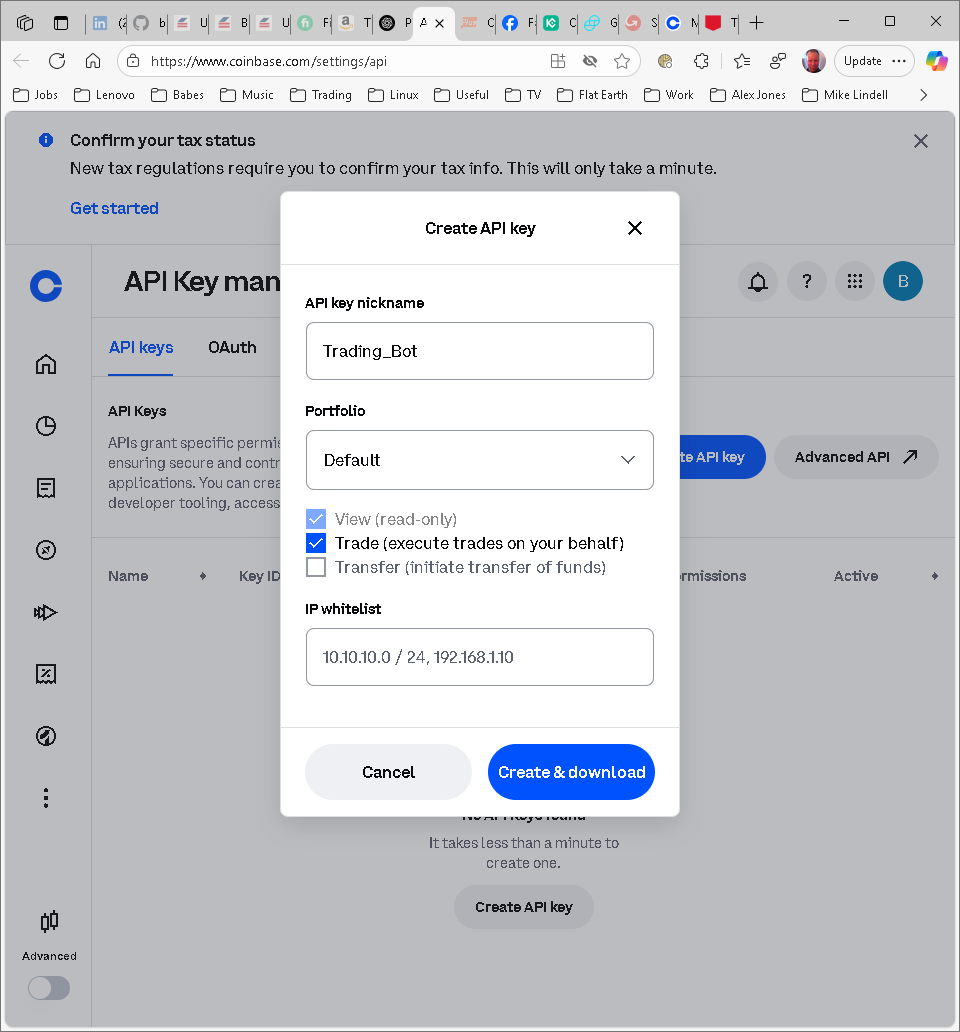 (a
b
U
B
U
Fi
T
P
A
C
Fa
C
G
S
M
T
https://www.coinbase.com/settings/api
Update
Jobs
Lenovo
Babes
Music
Trading
Linux
Useful
TV
Flat Earth
Work
Alex Jones
Mike Lindell
Confirm your tax status
New tax regulations require you to confirm your tax info. This will only take a minute.
Get started
Create API key
API Key man
?
B
API keys
OAuth
API key nickname
Trading_Bot
API Keys
APIs grant specific permis
ensuring secure and contr
applications. You can crea
developer tooling, access
Portfolio
Default
te API key
Advanced API
View (read-only)
Trade (execute trades on your behalf)
Transfer (initiate transfer of funds)
Name
Key ID
ermissions
Active
IP whitelist
10.10.10.0 / 24, 192.168.1.10
Cancel
Create & download
No API Keys found
It takes less than a minute to
create one.
Create API key
Advanced